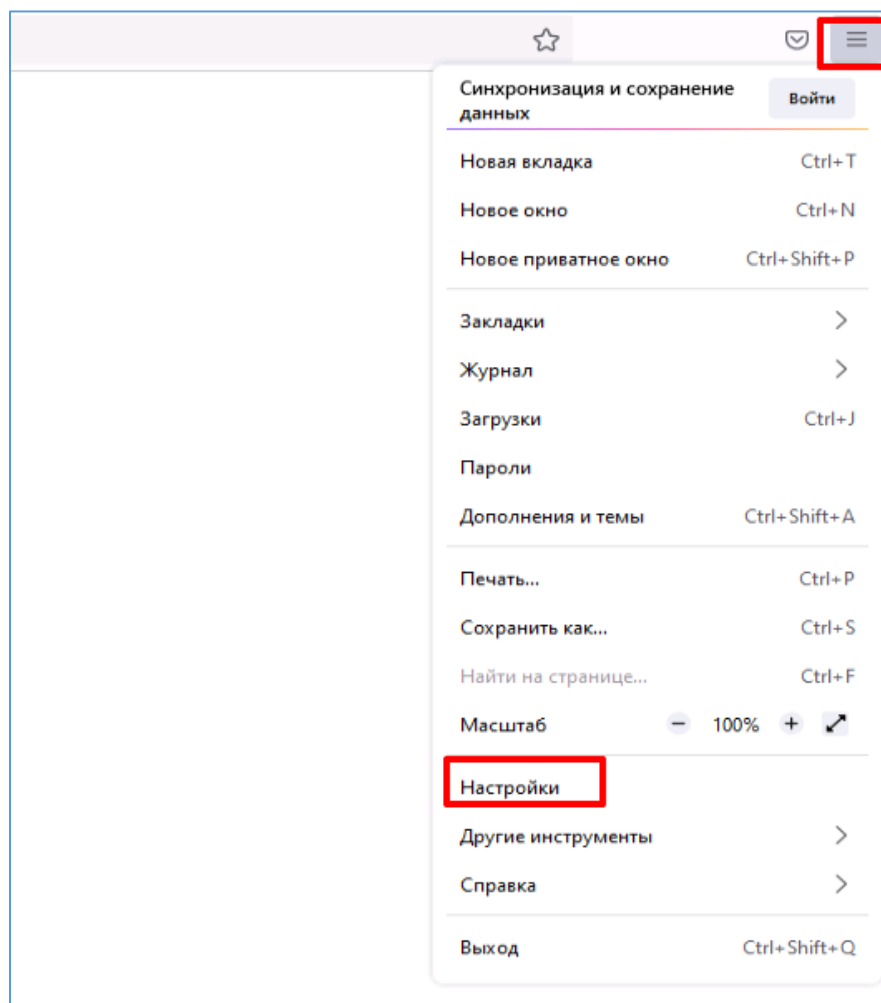 Синхронизация и сохранение
данных
Войти
Новая вкладка Ctrl+T
Новое окно Ctrl+N
Новое приватное окно Ctrl+Shift+P
Закладки
Журнал
Загрузки Ctrl+J
Пароли
Дополнения и темы Ctrl+Shift+A
Печать... Ctrl+P
Сохранить как... Ctrl+S
Найти на странице... Ctrl+F
Масштаб − 100% +
Настройки
Другие инструменты
Справка
Выход Ctrl+Shift+Q